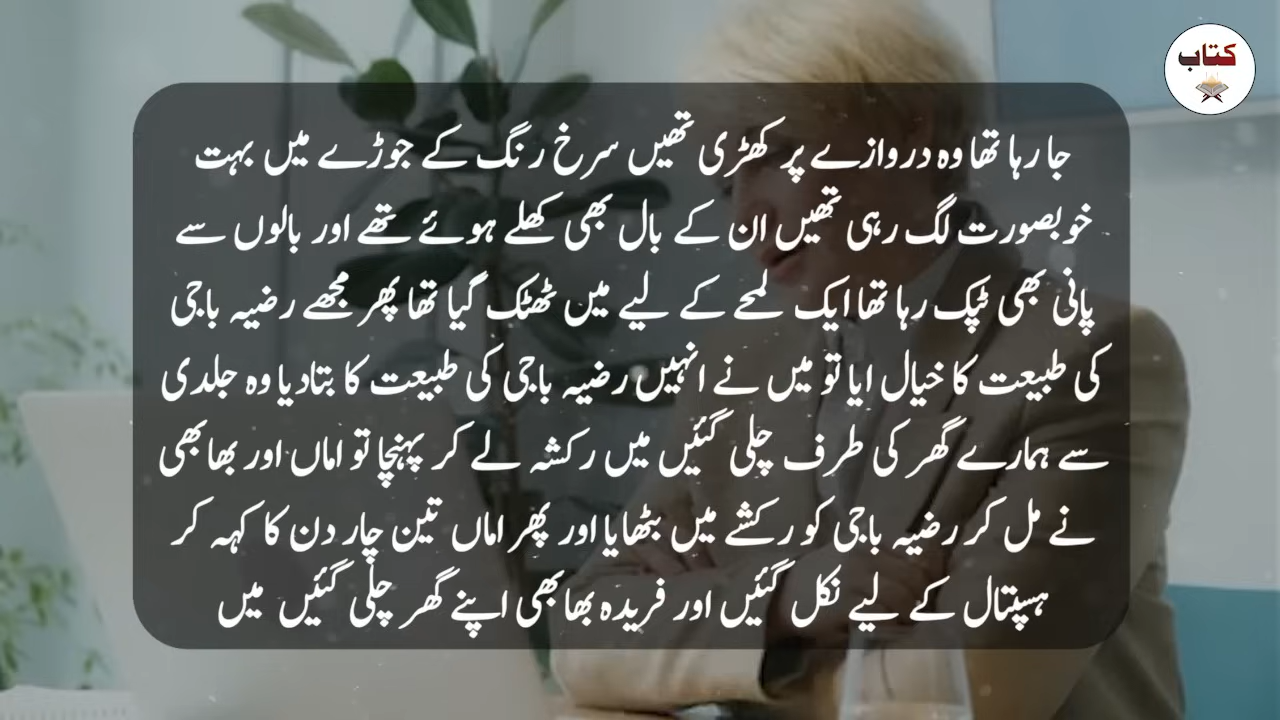 کتاب
جا رہا تھا وہ دروازے پر کھڑی تھیں سرخ رنگ کے جوڑے میں بہت
خوبصورت لگ رہی تھیں ان کے بال بھی کھلے ہوئے تھے اور بالوں سے
پانی بھی ٹپک رہا تھا ایک لمحے کے لیے میں ٹھٹک گیا تھا پھر مجھے رضیہ باجی
کی طبیعت کا خیال ایا تو میں نے انہیں رضیہ باجی کی طبیعت کا بتا دیا وہ جلدی
سے ہمارے گھر کی طرف چلی گئیں میں رکشہ لے کر پہنچا تو اماں اور بھابھی
نے مل کر رضیہ باجی کو رکشے میں بٹھایا اور پھر اماں تین چار دن کا کہہ کر
ہسپتال کے لیے نکل گئیں اور فریدہ بھابھی اپنے گھر چلی گئیں میں